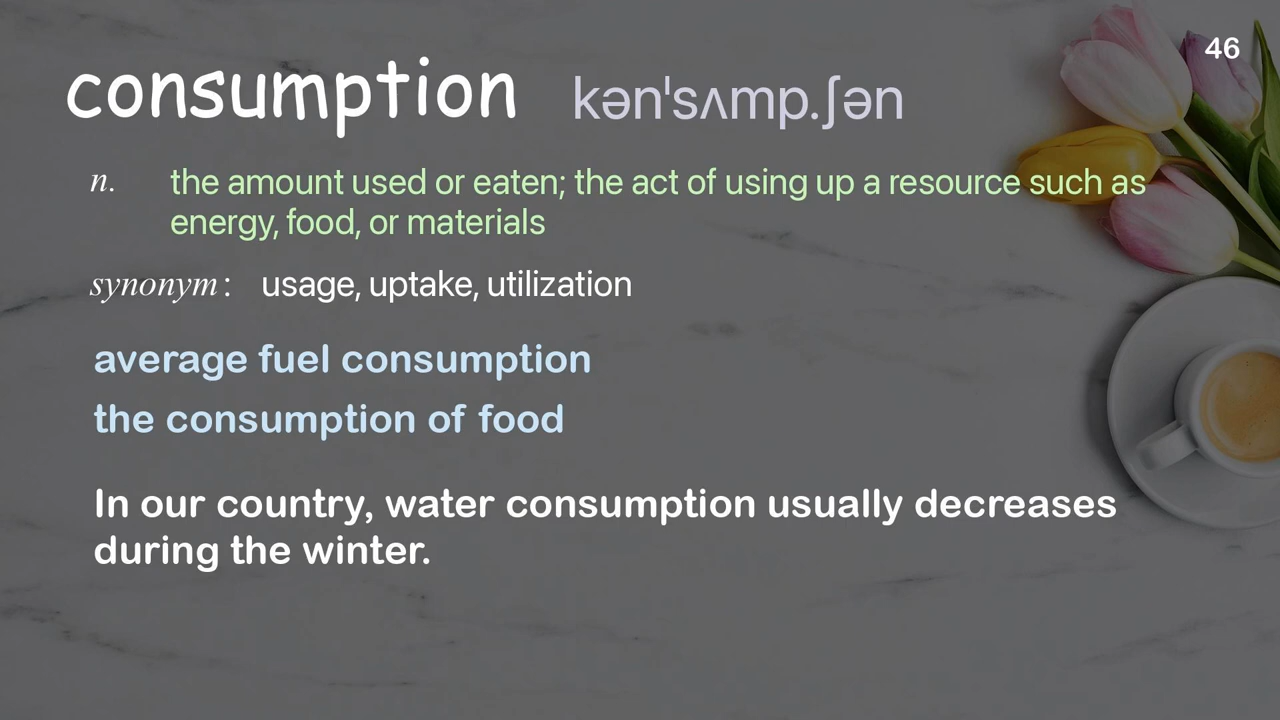 46
consumption kən'sʌmp.ʃən
n. the amount used or eaten; the act of using up a resource such as
energy, food, or materials
synonym: usage, uptake, utilization
average fuel consumption
the consumption of food
In our country, water consumption usually decreases
during the winter.